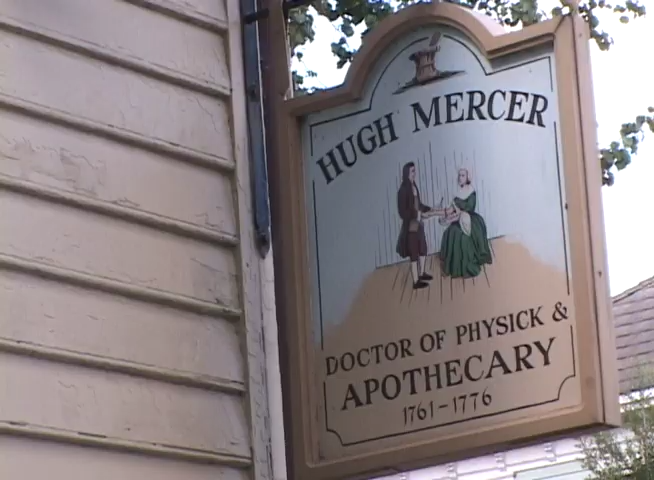 HUGH MERCER
DOCTOR OF PHYSICK &
APOTHECARY
1761-1776